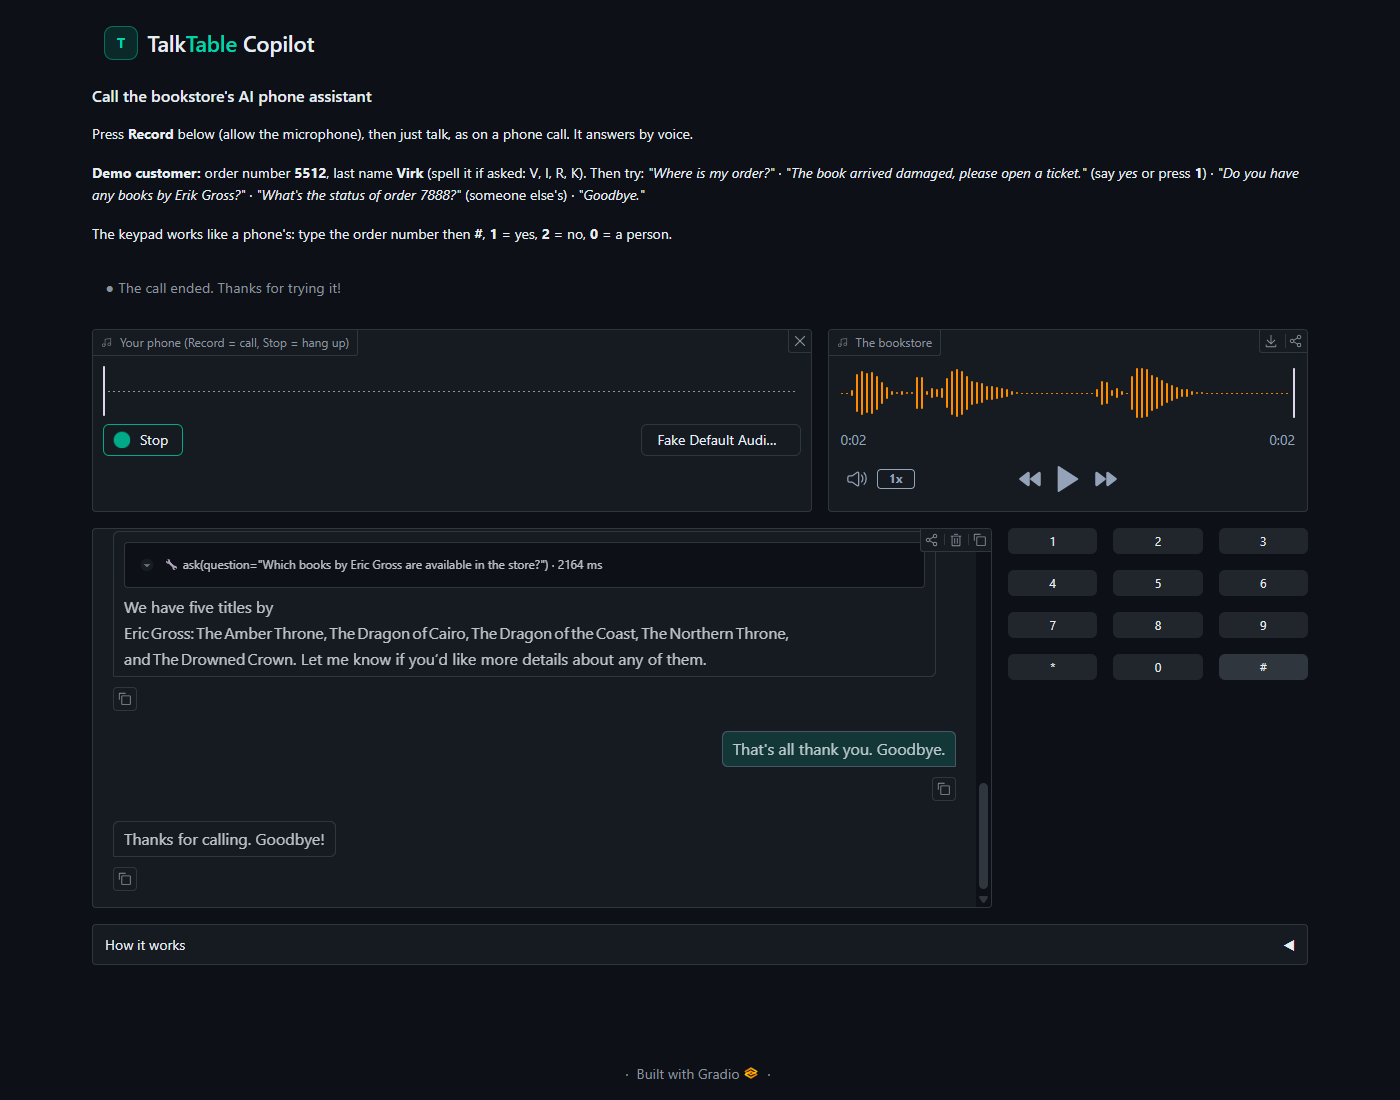 T
TalkTable Copilot
Call the bookstore's AI phone assistant
Press Record below (allow the microphone), then just talk, as on a phone call. It answers by voice.
Demo customer: order number 5512, last name Virk (spell it if asked: V, I, R, K). Then try: "Where is my order?" · "The book arrived damaged, please open a ticket." (say yes or press 1) · "Do you have
any books by Erik Gross?" · "What's the status of order 7888?" (someone else's) · "Goodbye."
The keypad works like a phone's: type the order number then #, 1 = yes, 2 = no, 0 = a person.
● The call ended. Thanks for trying it!
Your phone (Record = call, Stop = hang up)
Stop
Fake Default Audi...
The bookstore
0:02
0:02
1x
ask(question="Which books by Eric Gross are available in the store?") · 2164 ms
We have five titles by
Eric Gross: The Amber Throne, The Dragon of Cairo, The Dragon of the Coast, The Northern Throne,
and The Drowned Crown. Let me know if you’d like more details about any of them.
That's all thank you. Goodbye.
Thanks for calling. Goodbye!
1
2
3
4
5
6
7
8
9
*
0
#
How it works
· Built with Gradio ·